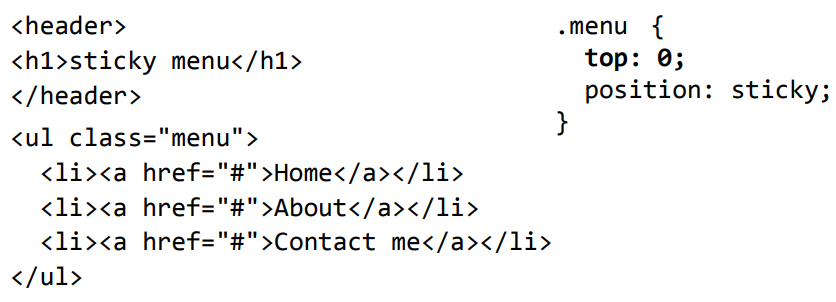 <header>
<h1>sticky menu</h1>
</header>
<ul class="menu">
  <li><a href="#">Home</a></li>
  <li><a href="#">About</a></li>
  <li><a href="#">Contact me</a></li>
</ul>
.menu {
  top: 0;
  position: sticky;
}